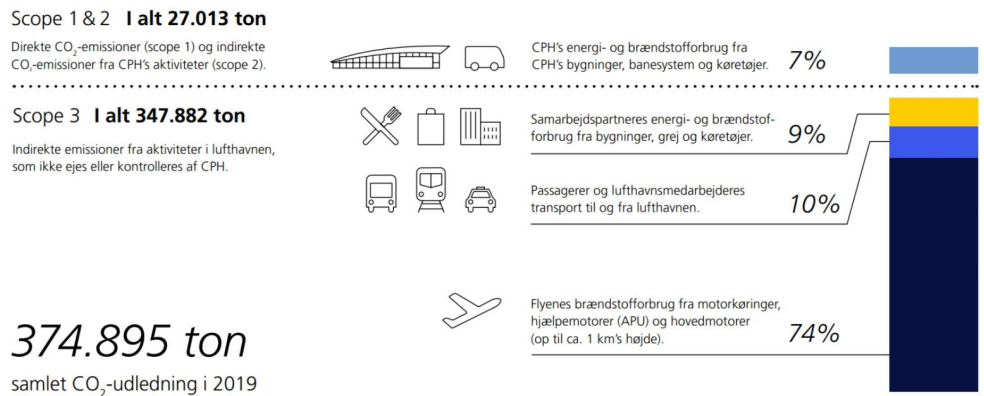 Scope 1 & 2 I alt 27.013 ton
Direkte CO₂-emissioner (scope 1) og indirekte
CO₂-emissioner fra CPH's aktiviteter (scope 2).
CPH's energi- og brændstofforbrug fra
CPH's bygninger, banesystem og køretøjer.
7%
Scope 3 I alt 347.882 ton
Indirekte emissioner fra aktiviteter i lufthavnen,
som ikke ejes eller kontrolleres af CPH.
Samarbejdspartneres energi- og brændstof-
forbrug fra bygninger, grej og køretøjer.
9%
Passagerer og lufthavnsmedarbejderes
transport til og fra lufthavnen.
10%
Flyenes brændstofforbrug fra motorkøringer,
hjælpemotorer (APU) og hovedmotorer
(op til ca. 1 km's højde).
74%
374.895 ton
samlet CO₂-udledning i 2019